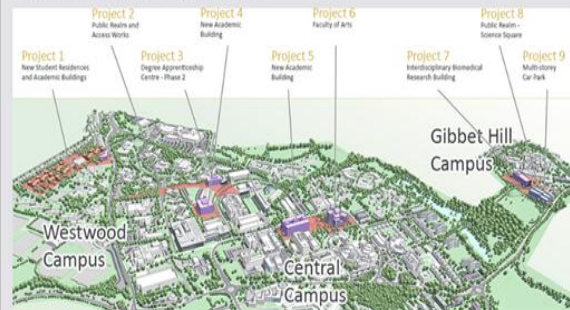 Project 1
New Student Residences
and Academic Buildings
Project 2
Public Realm and
Access Works
Project 3
Degree Apprenticeship
Centre - Phase 2
Project 4
New Academic
Building
Project 5
New Academic
Building
Project 6
Faculty of Arts
Project 7
Interdisciplinary Biomedical
Research Building
Project 8
Public Realm -
Science Square
Project 9
Multi-storey
Car Park
Gibbet Hill
Campus
Westwood
Campus
Central
Campus